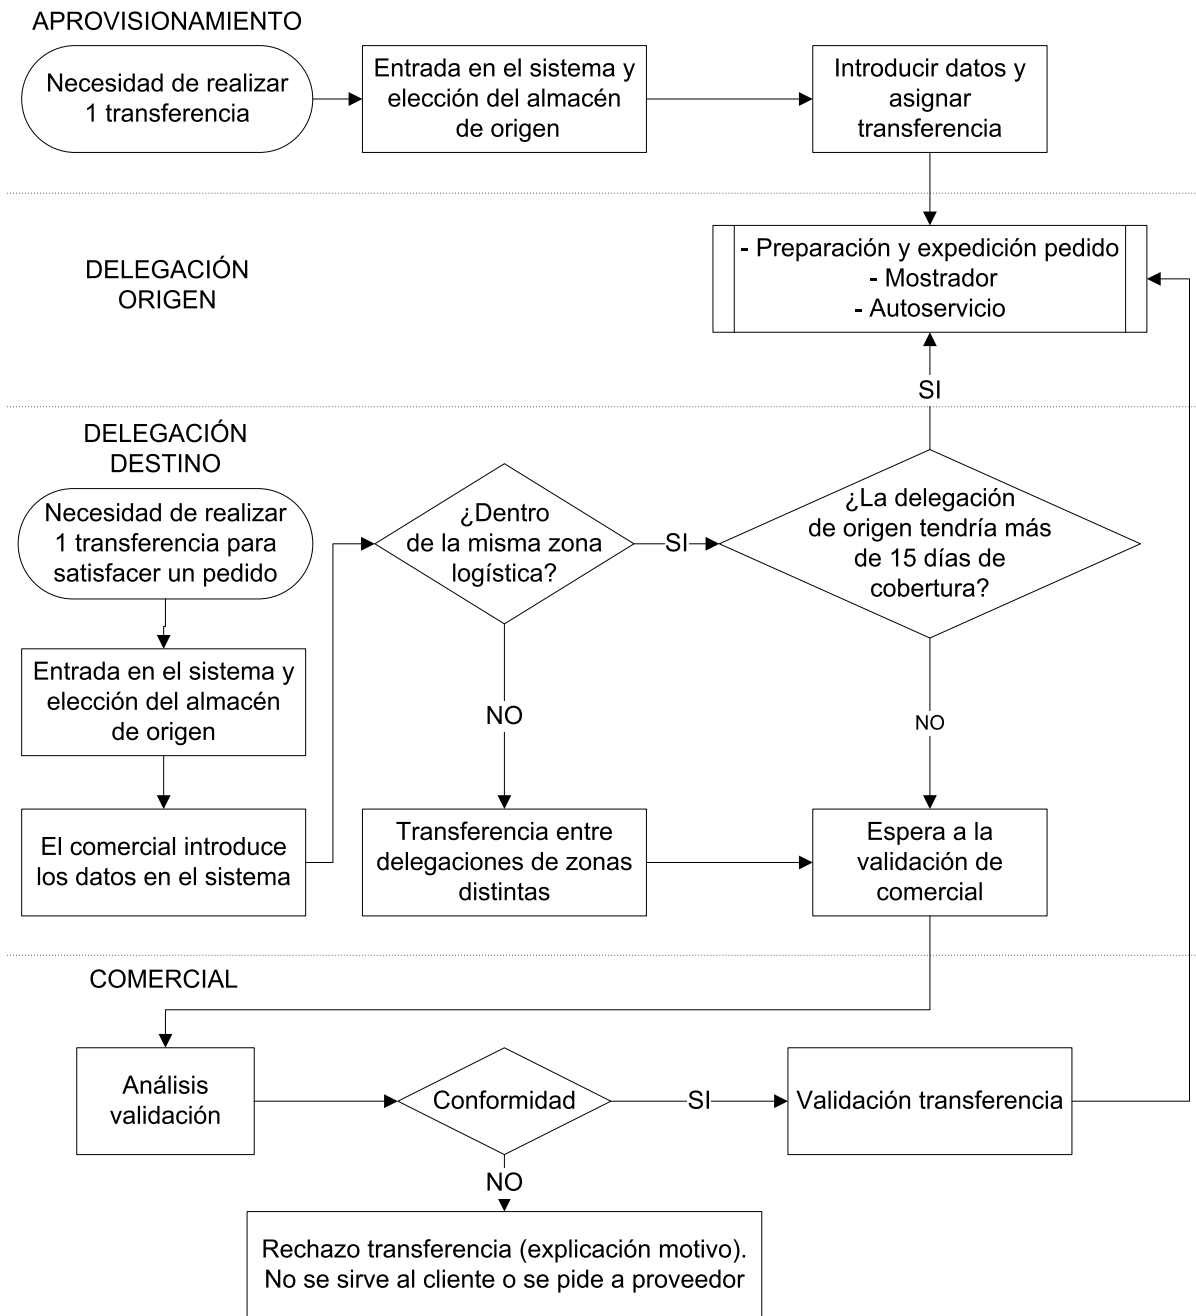 APROVISIONAMIENTO
Necesidad de realizar
1 transferencia
Entrada en el sistema y
elección del almacén
de origen
Introducir datos y
asignar
transferencia
DELEGACIÓN
ORIGEN
- Preparación y expedición pedido
- Mostrador
- Autoservicio
SI
DELEGACIÓN
DESTINO
Necesidad de realizar
1 transferencia para
satisfacer un pedido
¿Dentro
de la misma zona
logística?
SI
¿La delegación
de origen tendría más
de 15 días de
cobertura?
Entrada en el sistema y
elección del almacén
de origen
NO
NO
El comercial introduce
los datos en el sistema
Transferencia entre
delegaciones de zonas
distintas
Espera a la
validación de
comercial
COMERCIAL
Análisis
validación
Conformidad
SI
Validación transferencia
NO
Rechazo transferencia (explicación motivo).
No se sirve al cliente o se pide a proveedor